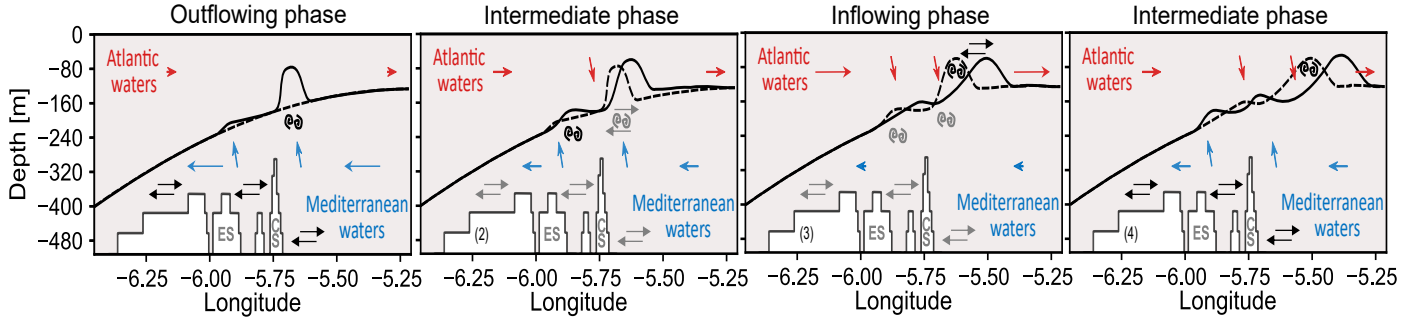 Outflowing phase
Intermediate phase
Inflowing phase
Intermediate phase
Depth [m]
0
−80
−160
−240
−320
−400
−480
Atlantic
waters
Mediterranean
waters
ES
CS
−6.25 −6.00 −5.75 −5.50 −5.25
Longitude
Atlantic
waters
Mediterranean
waters
(2)
ES
CS
−6.25 −6.00 −5.75 −5.50 −5.25
Longitude
Atlantic
waters
Mediterranean
waters
(3)
ES
CS
−6.25 −6.00 −5.75 −5.50 −5.25
Longitude
Atlantic
waters
Mediterranean
waters
(4)
ES
CS
−6.25 −6.00 −5.75 −5.50 −5.25
Longitude